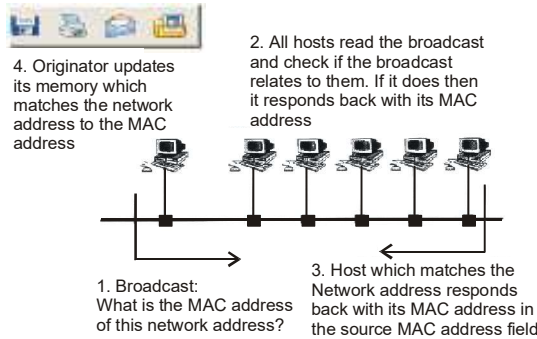 4. Originator updates
its memory which
matches the network
address to the MAC
address
2. All hosts read the broadcast
and check if the broadcast
relates to them. If it does then
it responds back with its MAC
address
1. Broadcast:
What is the MAC address
of this network address?
3. Host which matches the
Network address responds
back with its MAC address in
the source MAC address field